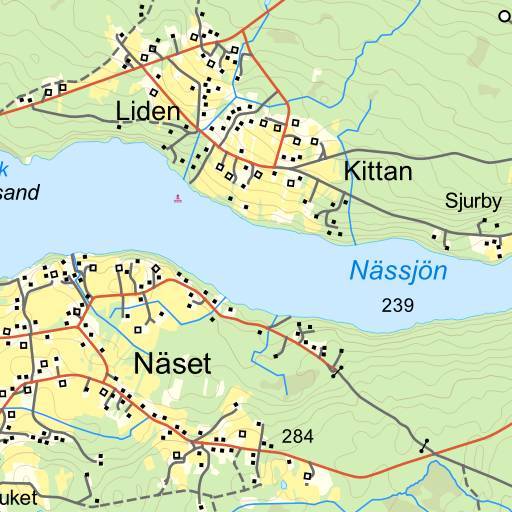 Liden
Kittan
k
sand
Sjurby
Nässjön
239
Näset
284
uket